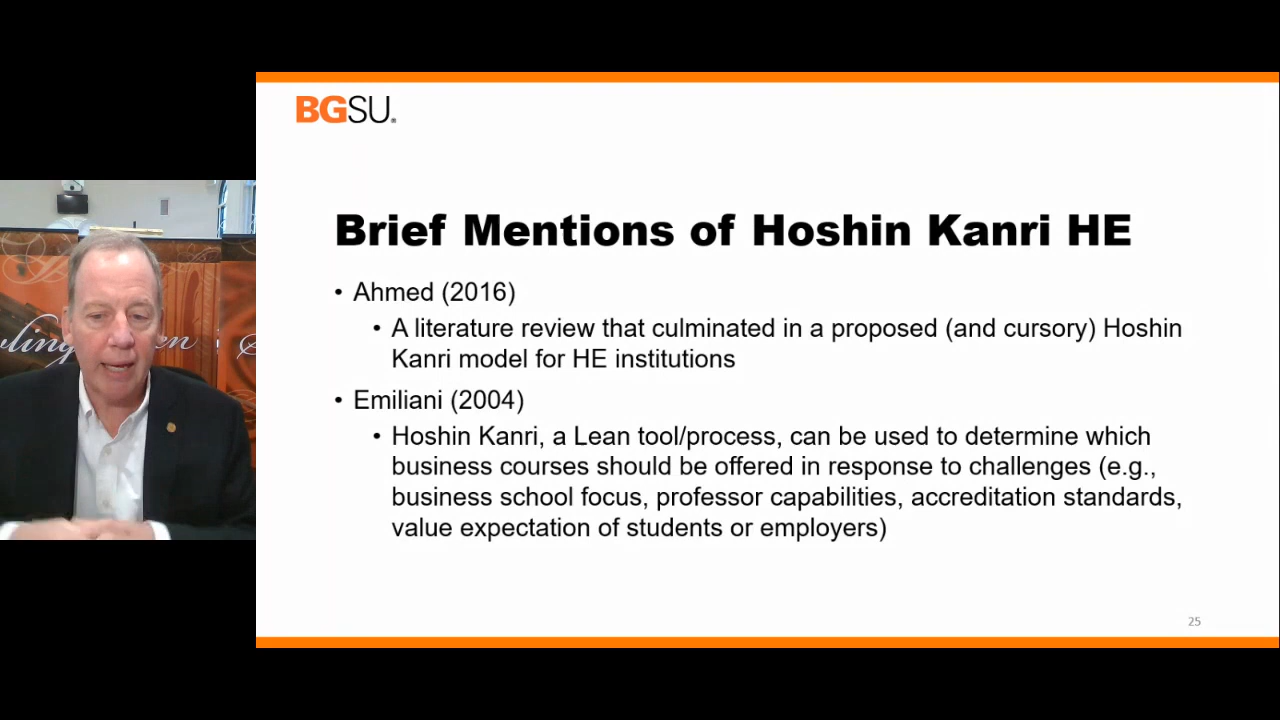 BGSU®
Brief Mentions of Hoshin Kanri HE
• Ahmed (2016)
• A literature review that culminated in a proposed (and cursory) Hoshin
Kanri model for HE institutions
• Emiliani (2004)
• Hoshin Kanri, a Lean tool/process, can be used to determine which
business courses should be offered in response to challenges (e.g.,
business school focus, professor capabilities, accreditation standards,
value expectation of students or employers)
25